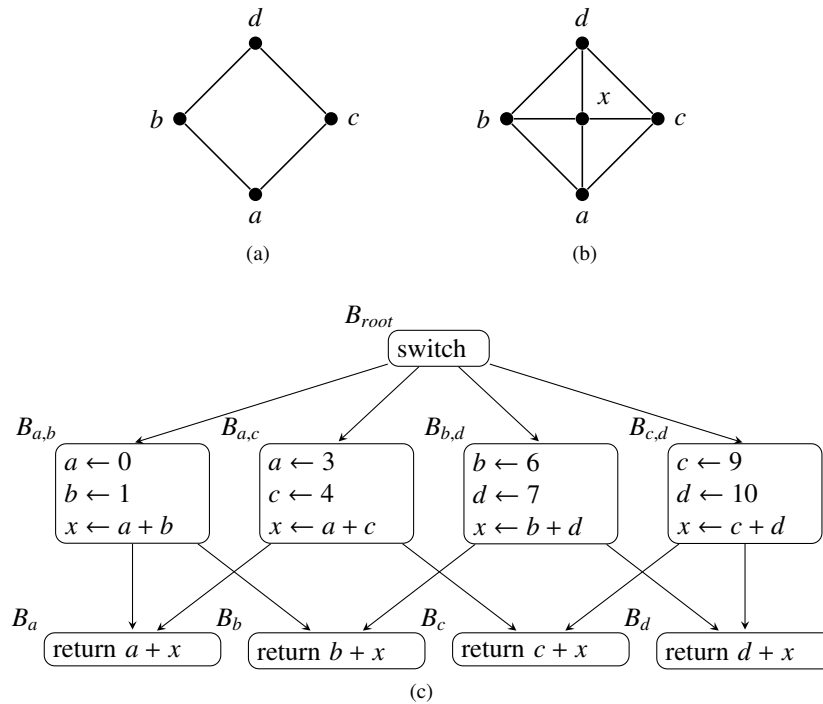 d
d
b
c
b
x
c
a
a
(a)
(b)
B_root
switch
B_a,b
B_a,c
B_b,d
B_c,d
a ← 0
b ← 1
x ← a + b
a ← 3
c ← 4
x ← a + c
b ← 6
d ← 7
x ← b + d
c ← 9
d ← 10
x ← c + d
B_a
return a + x
B_b
return b + x
B_c
return c + x
B_d
return d + x
(c)